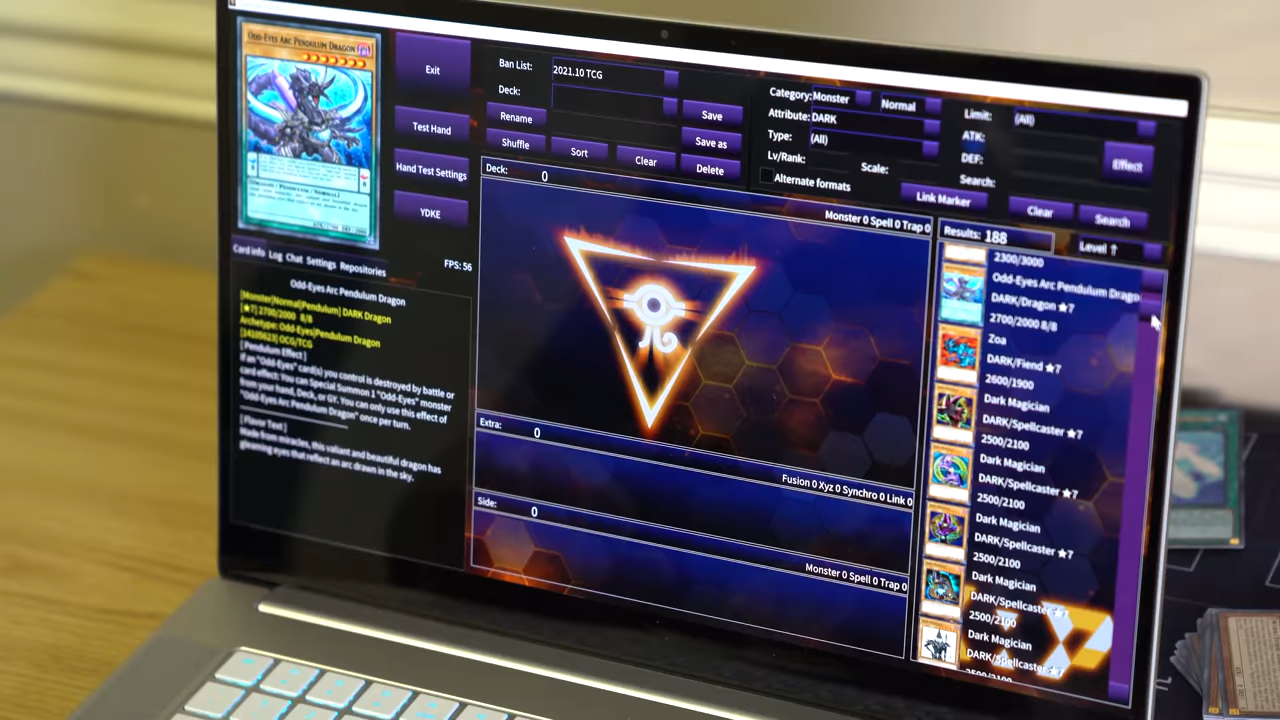 ODD-EYES ARC PENDULUM DRAGON
[DRAGON / PENDULUM / NORMAL]
Exit
Test Hand
Hand Test Settings
YDKE
Card info Log Chat Settings Repositories
FPS: 56
Odd-Eyes Arc Pendulum Dragon
[Monster|Normal|Pendulum] DARK Dragon
[★7] 2700/2000 8/8
Archetype: Odd-Eyes|Pendulum Dragon
OCG/TCG
[ Pendulum Effect ]
If an "Odd-Eyes" card(s) you control is destroyed by battle or
card effect: You can Special Summon 1 "Odd-Eyes" monster
from your hand, Deck, or GY. You can only use this effect of
"Odd-Eyes Arc Pendulum Dragon" once per turn.
[ Flavor Text ]
Made from miracles, this valiant and beautiful dragon has
gleaming eyes that reflect an arc drawn in the sky.
Ban List:
2021.10 TCG
Deck:
Rename
Save
Shuffle
Sort
Clear
Save as
Delete
Category: Monster
Normal
Limit:
(All)
Attribute: DARK
ATK:
Type:
(All)
DEF:
Effect
Lv/Rank:
Scale:
Search:
Alternate formats
Link Marker
Clear
Search
Deck: 0
Monster 0 Spell 0 Trap 0
Extra: 0
Fusion 0 Xyz 0 Synchro 0 Link 0
Side: 0
Monster 0 Spell 0 Trap 0
Results: 188
Level ↑
2300/3000
Odd-Eyes Arc Pendulum Drago
DARK/Dragon ★7
2700/2000 8/8
Zoa
DARK/Fiend ★7
2600/1900
Dark Magician
DARK/Spellcaster ★7
2500/2100
Dark Magician
DARK/Spellcaster ★7
2500/2100
Dark Magician
DARK/Spellcaster ★7
2500/2100
Dark Magician
DARK/Spellcaster ★7
2500/2100
Dark Magician
DARK/Spellcaster ★7
2500/2100